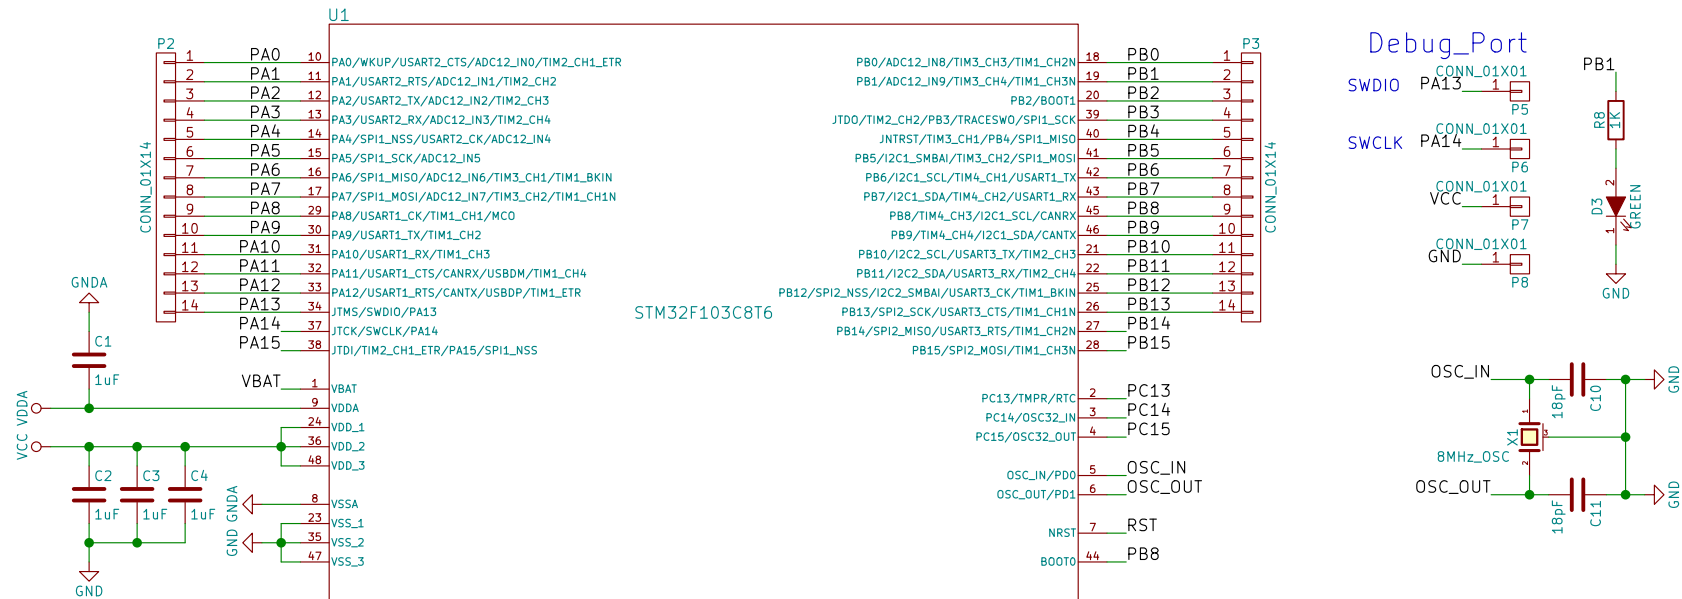 U1
STM32F103C8T6
P2
CONN_01X14
1 PA0 10 PA0/WKUP/USART2_CTS/ADC12_IN0/TIM2_CH1_ETR
2 PA1 11 PA1/USART2_RTS/ADC12_IN1/TIM2_CH2
3 PA2 12 PA2/USART2_TX/ADC12_IN2/TIM2_CH3
4 PA3 13 PA3/USART2_RX/ADC12_IN3/TIM2_CH4
5 PA4 14 PA4/SPI1_NSS/USART2_CK/ADC12_IN4
6 PA5 15 PA5/SPI1_SCK/ADC12_IN5
7 PA6 16 PA6/SPI1_MISO/ADC12_IN6/TIM3_CH1/TIM1_BKIN
8 PA7 17 PA7/SPI1_MOSI/ADC12_IN7/TIM3_CH2/TIM1_CH1N
9 PA8 29 PA8/USART1_CK/TIM1_CH1/MCO
10 PA9 30 PA9/USART1_TX/TIM1_CH2
11 PA10 31 PA10/USART1_RX/TIM1_CH3
12 PA11 32 PA11/USART1_CTS/CANRX/USBDM/TIM1_CH4
13 PA12 33 PA12/USART1_RTS/CANTX/USBDP/TIM1_ETR
14 PA13 34 JTMS/SWDIO/PA13
PA14 37 JTCK/SWCLK/PA14
PA15 38 JTDI/TIM2_CH1_ETR/PA15/SPI1_NSS
VBAT 1 VBAT
9 VDDA
24 VDD_1
36 VDD_2
48 VDD_3
8 VSSA
23 VSS_1
35 VSS_2
47 VSS_3
GNDA
C1
1uF
VDDA
VCC
C2
1uF
C3
1uF
C4
1uF
GND
GNDA
GND
PB0/ADC12_IN8/TIM3_CH3/TIM1_CH2N 18 PB0 1
PB1/ADC12_IN9/TIM3_CH4/TIM1_CH3N 19 PB1 2
PB2/BOOT1 20 PB2 3
JTDO/TIM2_CH2/PB3/TRACESWO/SPI1_SCK 39 PB3 4
JNTRST/TIM3_CH1/PB4/SPI1_MISO 40 PB4 5
PB5/I2C1_SMBAI/TIM3_CH2/SPI1_MOSI 41 PB5 6
PB6/I2C1_SCL/TIM4_CH1/USART1_TX 42 PB6 7
PB7/I2C1_SDA/TIM4_CH2/USART1_RX 43 PB7 8
PB8/TIM4_CH3/I2C1_SCL/CANRX 45 PB8 9
PB9/TIM4_CH4/I2C1_SDA/CANTX 46 PB9 10
PB10/I2C2_SCL/USART3_TX/TIM2_CH3 21 PB10 11
PB11/I2C2_SDA/USART3_RX/TIM2_CH4 22 PB11 12
PB12/SPI2_NSS/I2C2_SMBAI/USART3_CK/TIM1_BKIN 25 PB12 13
PB13/SPI2_SCK/USART3_CTS/TIM1_CH1N 26 PB13 14
PB14/SPI2_MISO/USART3_RTS/TIM1_CH2N 27 PB14
PB15/SPI2_MOSI/TIM1_CH3N 28 PB15
PC13/TMPR/RTC 2 PC13
PC14/OSC32_IN 3 PC14
PC15/OSC32_OUT 4 PC15
OSC_IN/PD0 5 OSC_IN
OSC_OUT/PD1 6 OSC_OUT
NRST 7 RST
BOOT0 44 PB8
P3
CONN_01X14
Debug_Port
CONN_01X01
SWDIO PA13 1
P5
CONN_01X01
SWCLK PA14 1
P6
CONN_01X01
VCC 1
P7
CONN_01X01
GND 1
P8
PB1
R8
1K
2
D3
GREEN
1
GND
OSC_IN
18pF
C10
GND
1
X1
3
8MHz_OSC
2
OSC_OUT
18pF
C11
GND